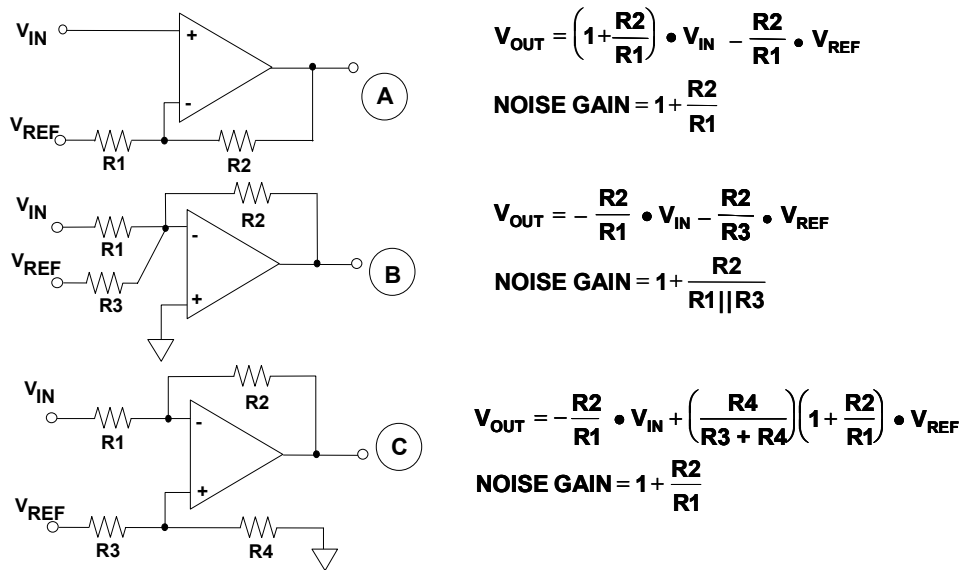 V_IN
+
-
A
V_REF
R1
R2
V_OUT = (1+R2/R1) • V_IN - R2/R1 • V_REF
NOISE GAIN = 1+ R2/R1
V_IN
R1
R2
V_REF
R3
-
+
B
V_OUT = - R2/R1 • V_IN - R2/R3 • V_REF
NOISE GAIN = 1+ R2/R1||R3
V_IN
R1
R2
-
+
C
V_REF
R3
R4
V_OUT = - R2/R1 • V_IN + (R4/R3 + R4)(1+ R2/R1) • V_REF
NOISE GAIN = 1+ R2/R1